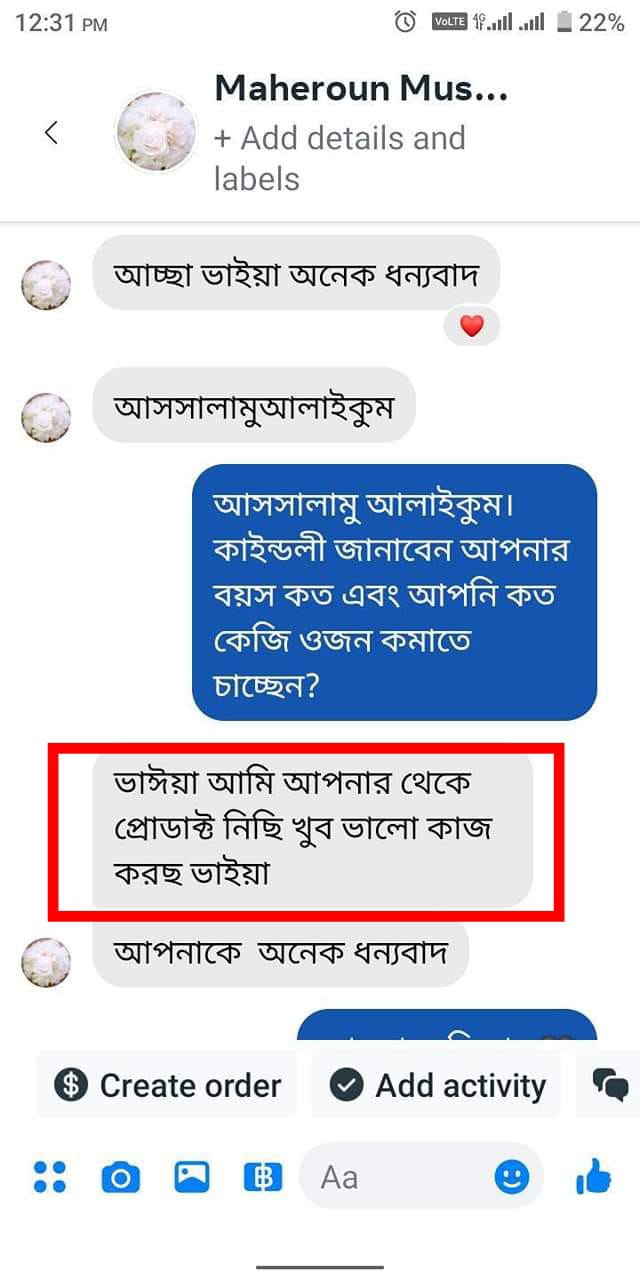 12:31 PM
VoLTE 4G 22%
Maheroun Mus...
+ Add details and
labels
আচ্ছা ভাইয়া অনেক ধন্যবাদ
আসসালামুআলাইকুম
আসসালামু আলাইকুম।
কাইন্ডলী জানাবেন আপনার
বয়স কত এবং আপনি কত
কেজি ওজন কমাতে
চাচ্ছেন?
ভাঈয়া আমি আপনার থেকে
প্রোডাক্ট নিছি খুব ভালো কাজ
করছ ভাইয়া
আপনাকে অনেক ধন্যবাদ
Create order
Add activity
Aa